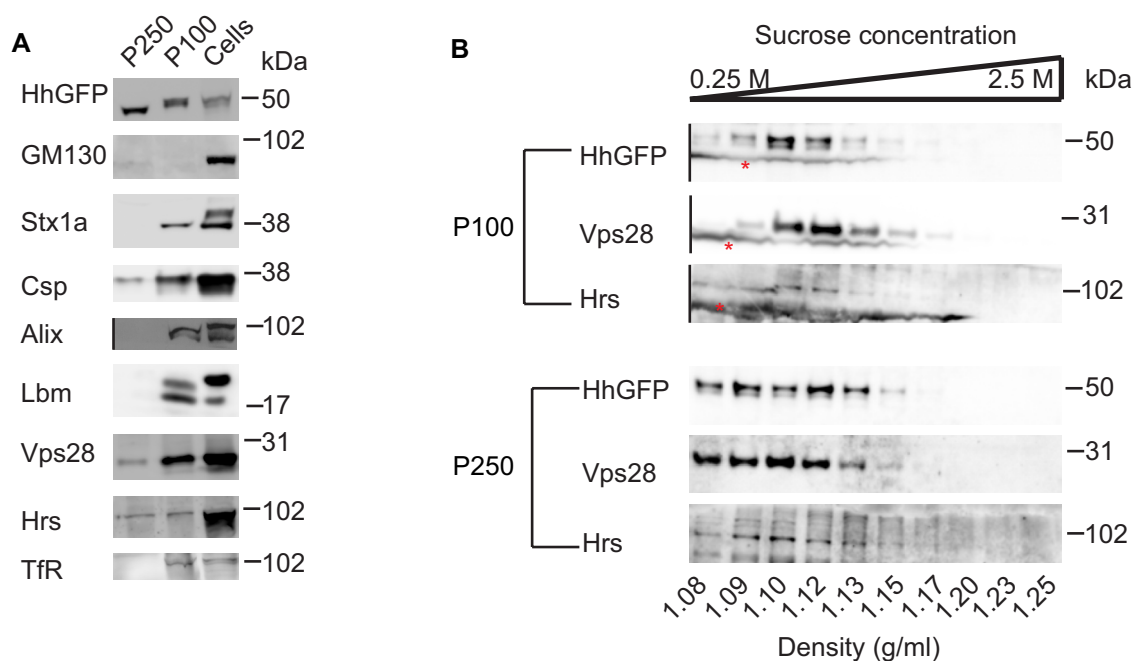 A
P250 P100 Cells
kDa
HhGFP
50
GM130
102
Stx1a
38
Csp
38
Alix
102
Lbm
17
Vps28
31
Hrs
102
TfR
102
B
Sucrose concentration
0.25 M 2.5 M kDa
P100
HhGFP
50
*
Vps28
31
*
Hrs
102
*
P250
HhGFP
50
Vps28
31
Hrs
102
1.08 1.09 1.10 1.12 1.13 1.15 1.17 1.20 1.23 1.25
Density (g/ml)